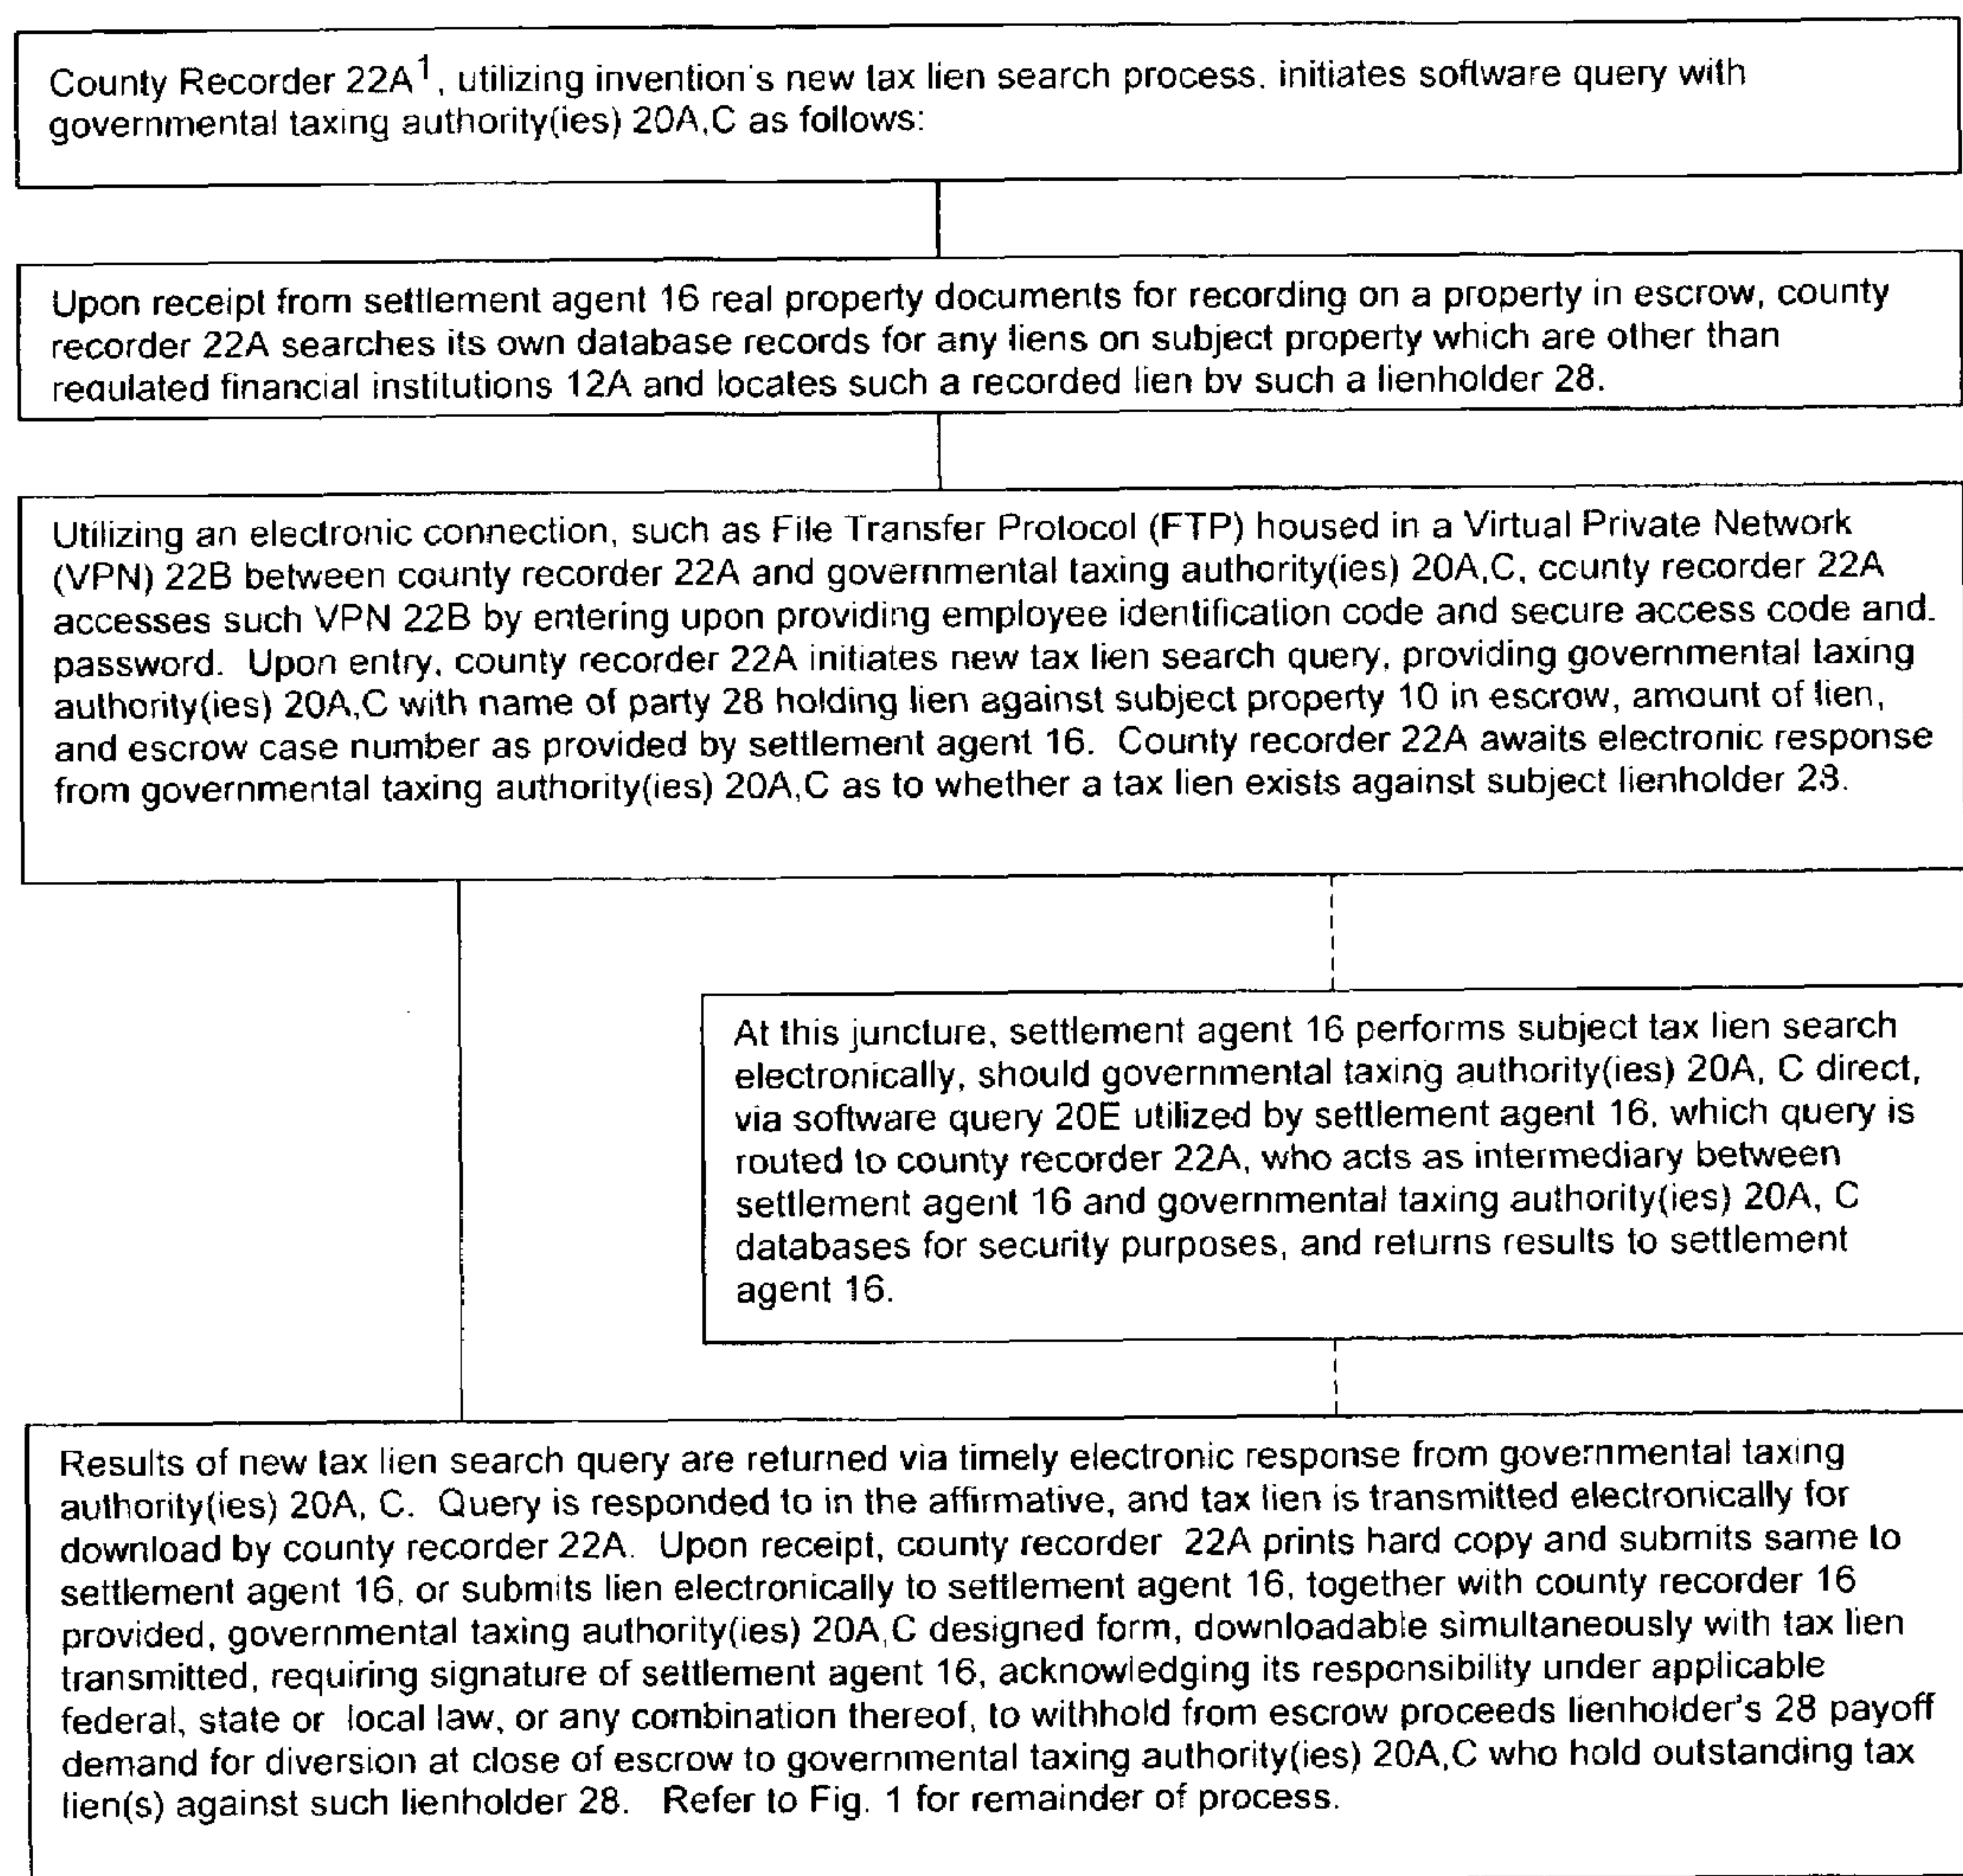 County Recorder 22A1, utilizing invention's new tax lien search process. initiates software query with
governmental taxing authority(ies) 20A,C as follows:
Upon receipt from settlement agent 16 real property documents for recording on a property in escrow, county
recorder 22A searches its own database records for any liens on subject property which are other than
regulated financial institutions 12A and locates such a recorded lien by such a lienholder 28.
Utilizing an electronic connection, such as File Transfer Protocol (FTP) housed in a Virtual Private Network
(VPN) 22B between county recorder 22A and governmental taxing authority(ies) 20A,C, county recorder 22A
accesses such VPN 22B by entering upon providing employee identification code and secure access code and.
password. Upon entry, county recorder 22A initiates new tax lien search query, providing governmental taxing
authority(ies) 20A,C with name of party 28 holding lien against subject property 10 in escrow, amount of lien,
and escrow case number as provided by settlement agent 16. County recorder 22A awaits electronic response
from governmental taxing authority(ies) 20A,C as to whether a tax lien exists against subject lienholder 28.
At this juncture, settlement agent 16 performs subject tax lien search
electronically, should governmental taxing authority(ies) 20A, C direct,
via software query 20E utilized by settlement agent 16, which query is
routed to county recorder 22A, who acts as intermediary between
settlement agent 16 and governmental taxing authority(ies) 20A, C
databases for security purposes, and returns results to settlement
agent 16.
Results of new tax lien search query are returned via timely electronic response from governmental taxing
authority(ies) 20A, C. Query is responded to in the affirmative, and tax lien is transmitted electronically for
download by county recorder 22A. Upon receipt, county recorder 22A prints hard copy and submits same to
settlement agent 16, or submits lien electronically to settlement agent 16, together with county recorder 16
provided, governmental taxing authority(ies) 20A,C designed form, downloadable simultaneously with tax lien
transmitted, requiring signature of settlement agent 16, acknowledging its responsibility under applicable
federal, state or local law, or any combination thereof, to withhold from escrow proceeds lienholder's 28 payoff
demand for diversion at close of escrow to governmental taxing authority(ies) 20A,C who hold outstanding tax
lien(s) against such lienholder 28. Refer to Fig. 1 for remainder of process.